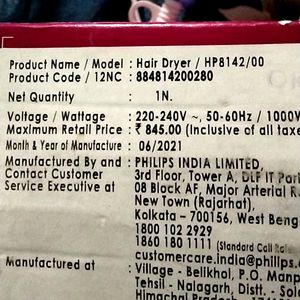 Product Name / Model : Hair Dryer / HP8142/00
Product Code / 12NC : 884814200280
Net Quantity : 1N.
Voltage / Wattage : 220-240V ~, 50-60Hz / 1000W
Maximum Retail Price : ₹ 845.00 (Inclusive of all taxe
Month & Year of Manufacture : 06/2021
Manufactured By and : PHILIPS INDIA LIMITED,
Contact Customer 3rd Floor, Tower A, DLF IT Park
Service Executive at 08 Block AF, Major Arterial R
New Town (Rajarhat),
Kolkata – 700156, West Beng
1800 102 2929
1860 180 1111 (Standard Call Rate
customercare.india@philips.
Manufactured at : Village - Belikhol, P.O. Manp
Tehsil - Nalagarh, Distt. - Sol
Himachal Prades